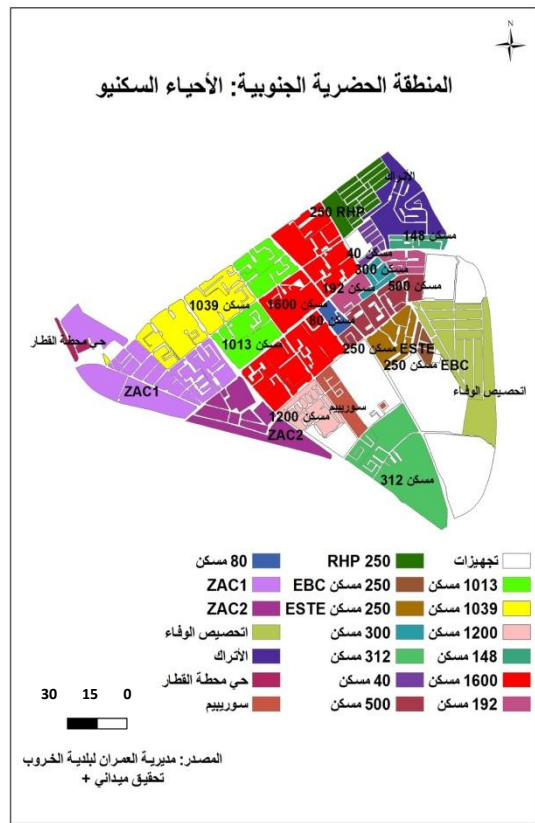 N
المنطقة الحضرية الجنوبية: الأحياء السكنيو
الأتراك
250 RHP
148 مسكن
40 مسكن
300 مسكن
192 مسكن
500 مسكن
1600 مسكن
80 مسكن
1039 مسكن
1013 مسكن
250 مسكن ESTE
250 مسكن EBC
حي محطة القطار
اتحصيص الوفاء
ZAC1
سوريبيم
1200 مسكن
ZAC2
312 مسكن
تجهيزات
1013 مسكن
1039 مسكن
1200 مسكن
148 مسكن
1600 مسكن
192 مسكن
RHP 250
250 مسكن EBC
250 مسكن ESTE
300 مسكن
312 مسكن
40 مسكن
500 مسكن
80 مسكن
ZAC1
ZAC2
اتحصيص الوفاء
الأتراك
حي محطة القطار
سوريبيم
30 15 0
المصدر: مديرية العمران لبلدية الخروب
+ تحقيق ميداني